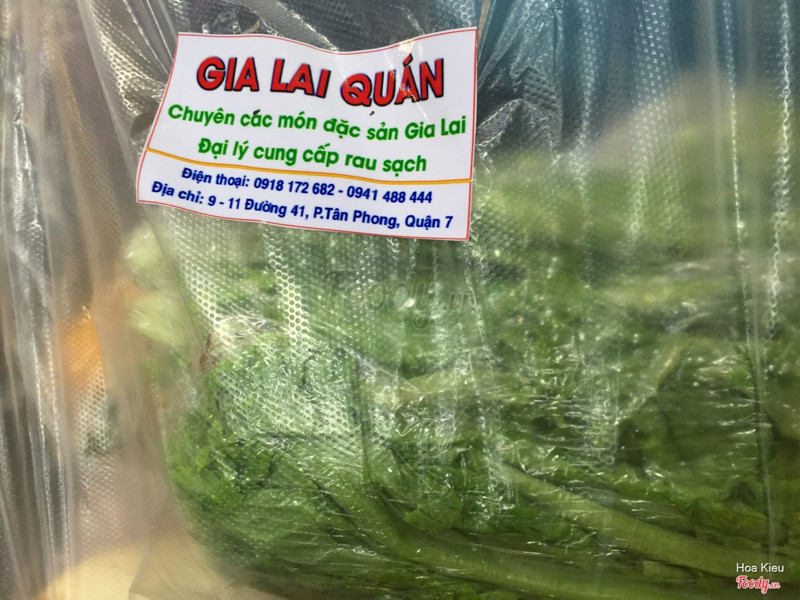 GIA LAI QUÁN
Chuyên các món đặc sản Gia Lai
Đại lý cung cấp rau sạch
Điện thoại: 0918 172 682 - 0941 488 444
Địa chỉ: 9 - 11 Đường 41, P.Tân Phong, Quận 7
Foody.vn
Hoa Kieu
Foody.vn